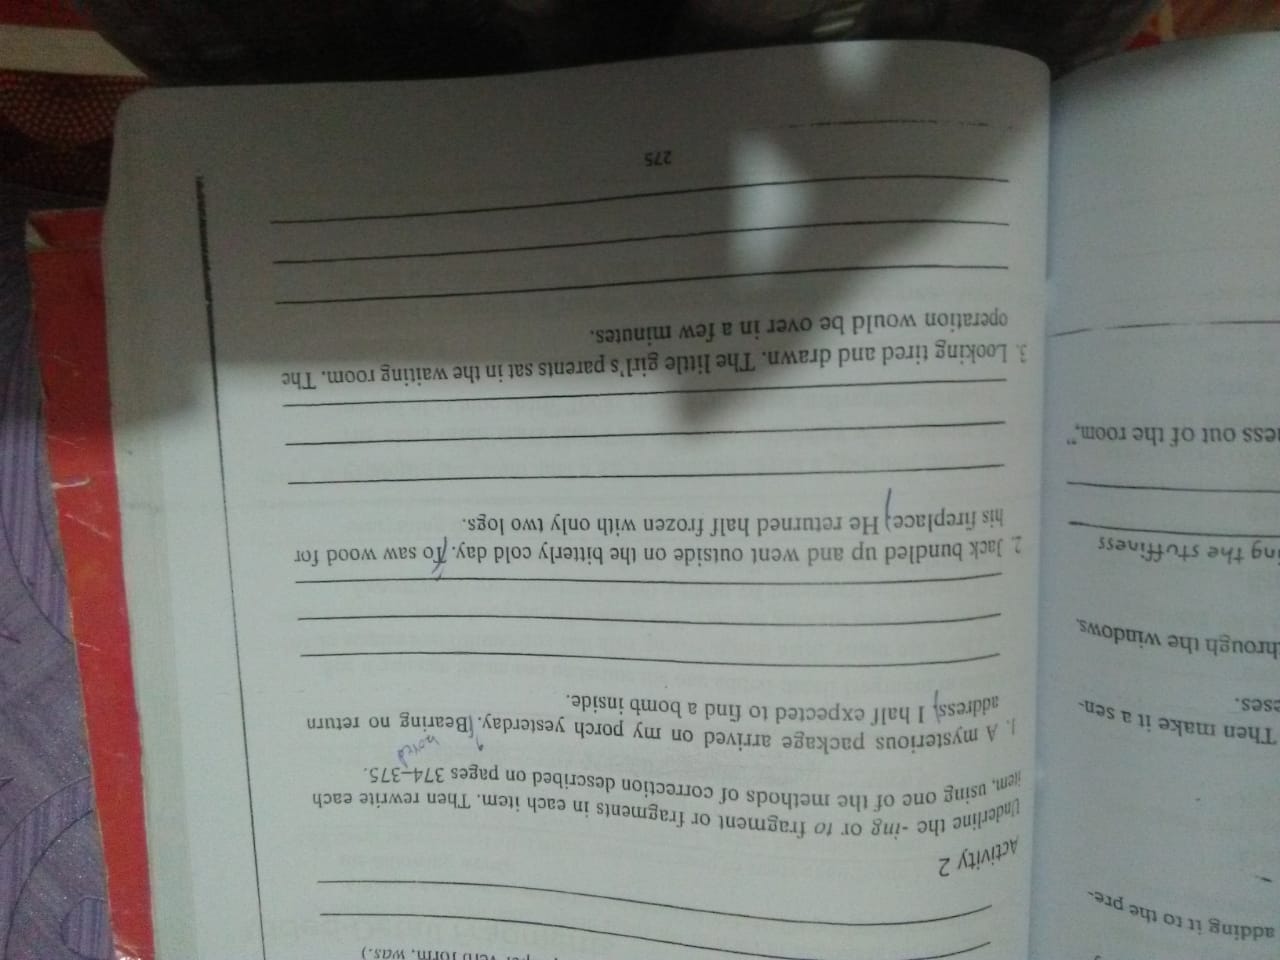 adding it to the pre-
Then make it a sen-
eses.
through the windows.
ing the stuffiness
ness out of the room,"
verb form, was.)
Activity 2
Underline the -ing or to fragment or fragments in each item. Then rewrite each
item, using one of the methods of correction described on pages 374–375.
bored
1. A mysterious package arrived on my porch yesterday. (Bearing no return
address) I half expected to find a bomb inside.
2. Jack bundled up and went outside on the bitterly cold day. To saw wood for
his fireplace) He returned half frozen with only two logs.
3. Looking tired and drawn. The little girl's parents sat in the waiting room. The
operation would be over in a few minutes.
275